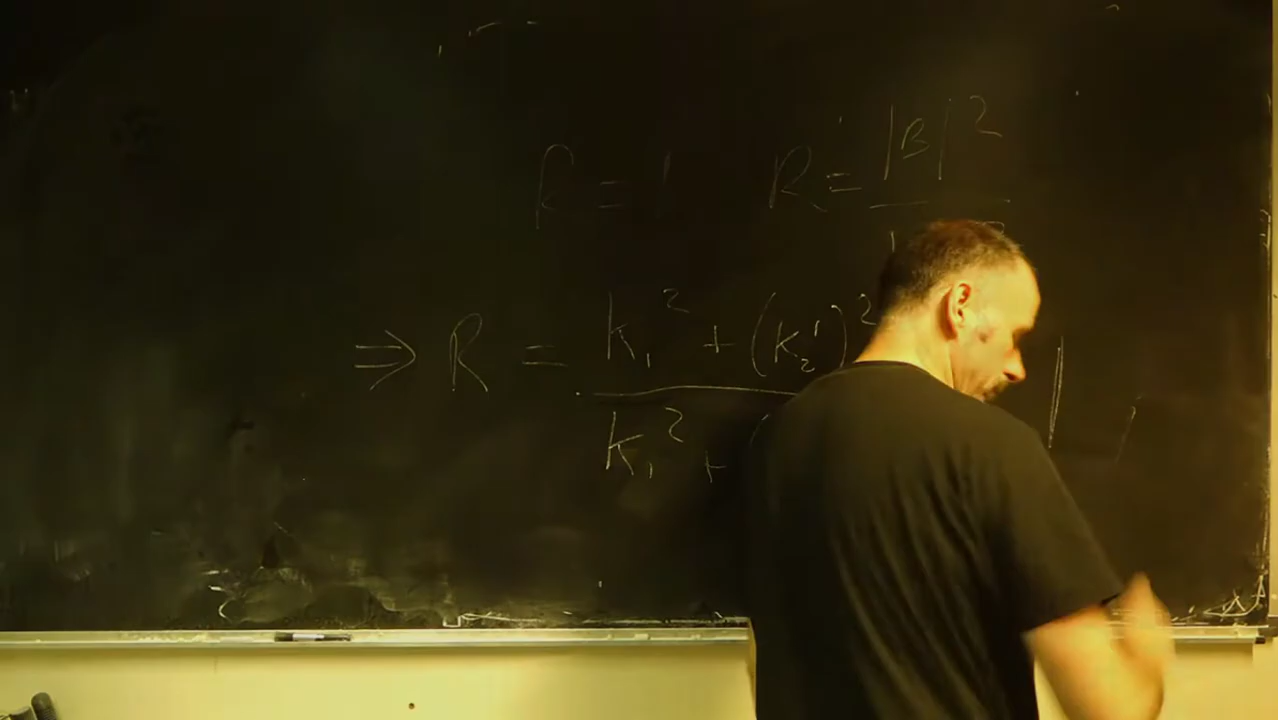 R = 1 R = |B|²
⇒ R = k₁² + (k₂')²
k₁² +